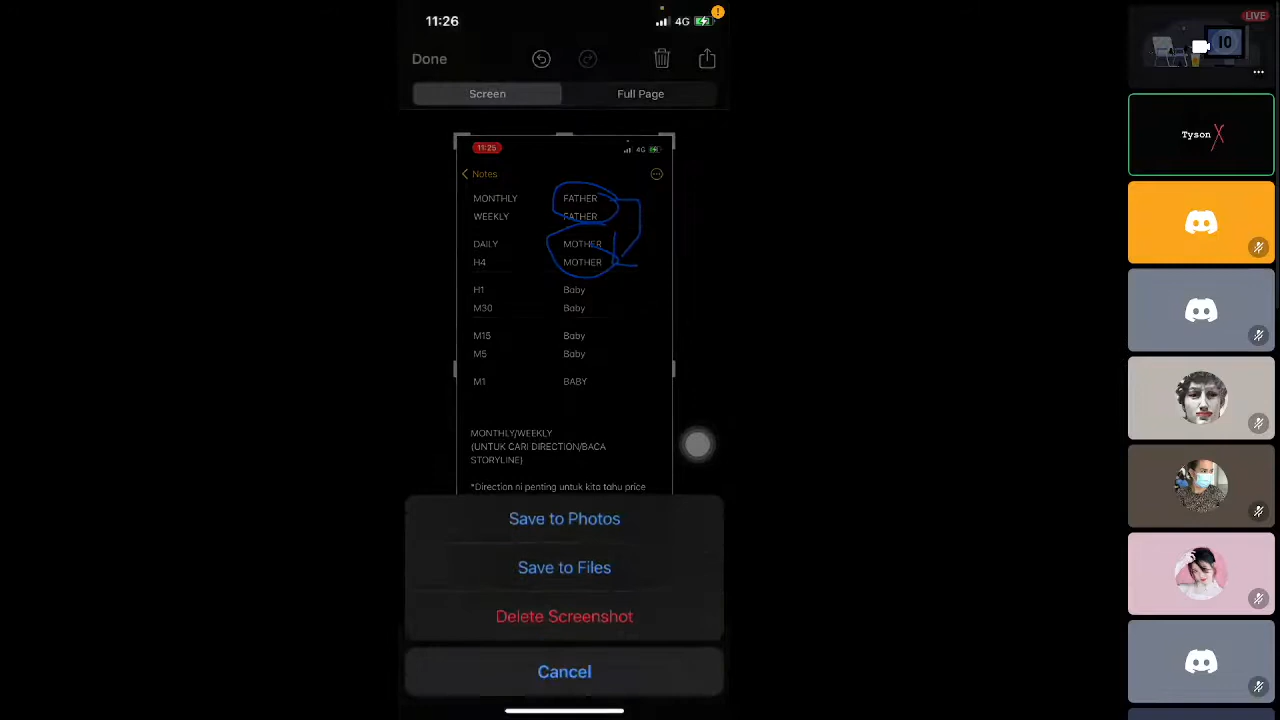 11:26
4G
!
Done
Screen
Full Page
11:25
4G
Notes
MONTHLY FATHER
WEEKLY FATHER
DAILY MOTHER
H4 MOTHER
H1 Baby
M30 Baby
M15 Baby
M5 Baby
M1 BABY
MONTHLY/WEEKLY
(UNTUK CARI DIRECTION/BACA
STORYLINE)
*Direction ni penting untuk kita tahu price
Save to Photos
Save to Files
Delete Screenshot
Cancel
LIVE
10
Tyson X